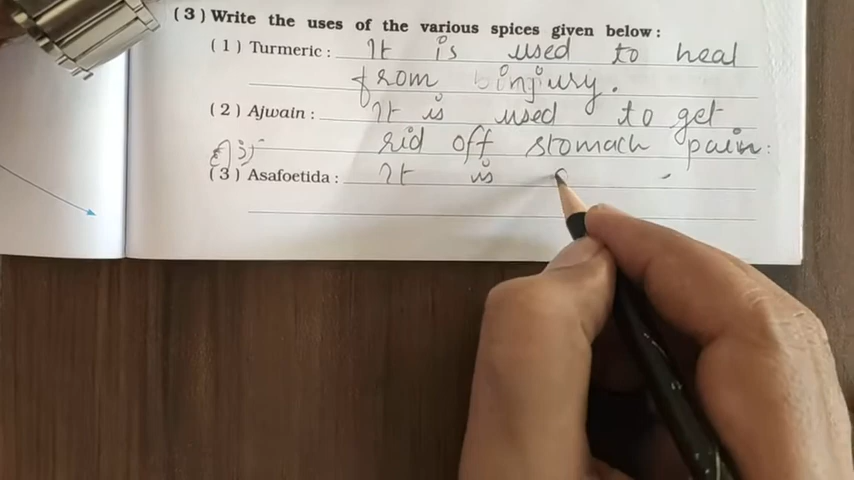 (3) Write the uses of the various spices given below :
(1) Turmeric : It is used to heal
from injury.
(2) Ajwain : It is used to get
rid off stomach pain.
(3) Asafoetida : It is